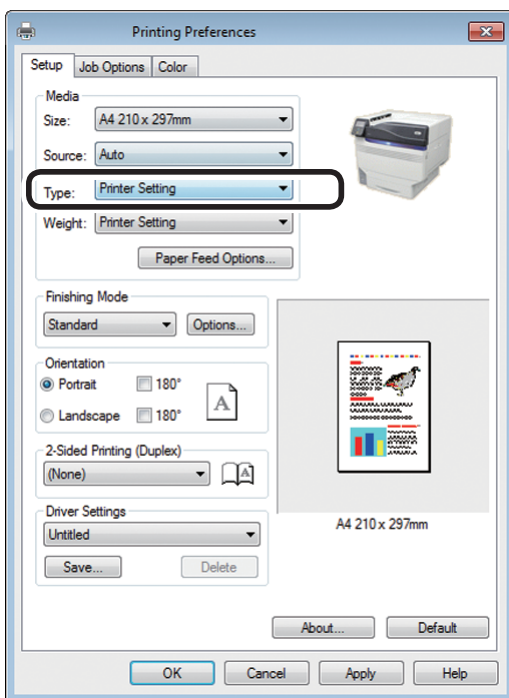 Printing Preferences
Setup Job Options Color
Media
Size: A4 210 x 297mm
Source: Auto
Type: Printer Setting
Weight: Printer Setting
Paper Feed Options...
Finishing Mode
Standard Options...
Orientation
Portrait 180°
Landscape 180°
A
2-Sided Printing (Duplex)
(None) A
Driver Settings
Untitled
Save... Delete
A4 210 x 297mm
About... Default
OK Cancel Apply Help